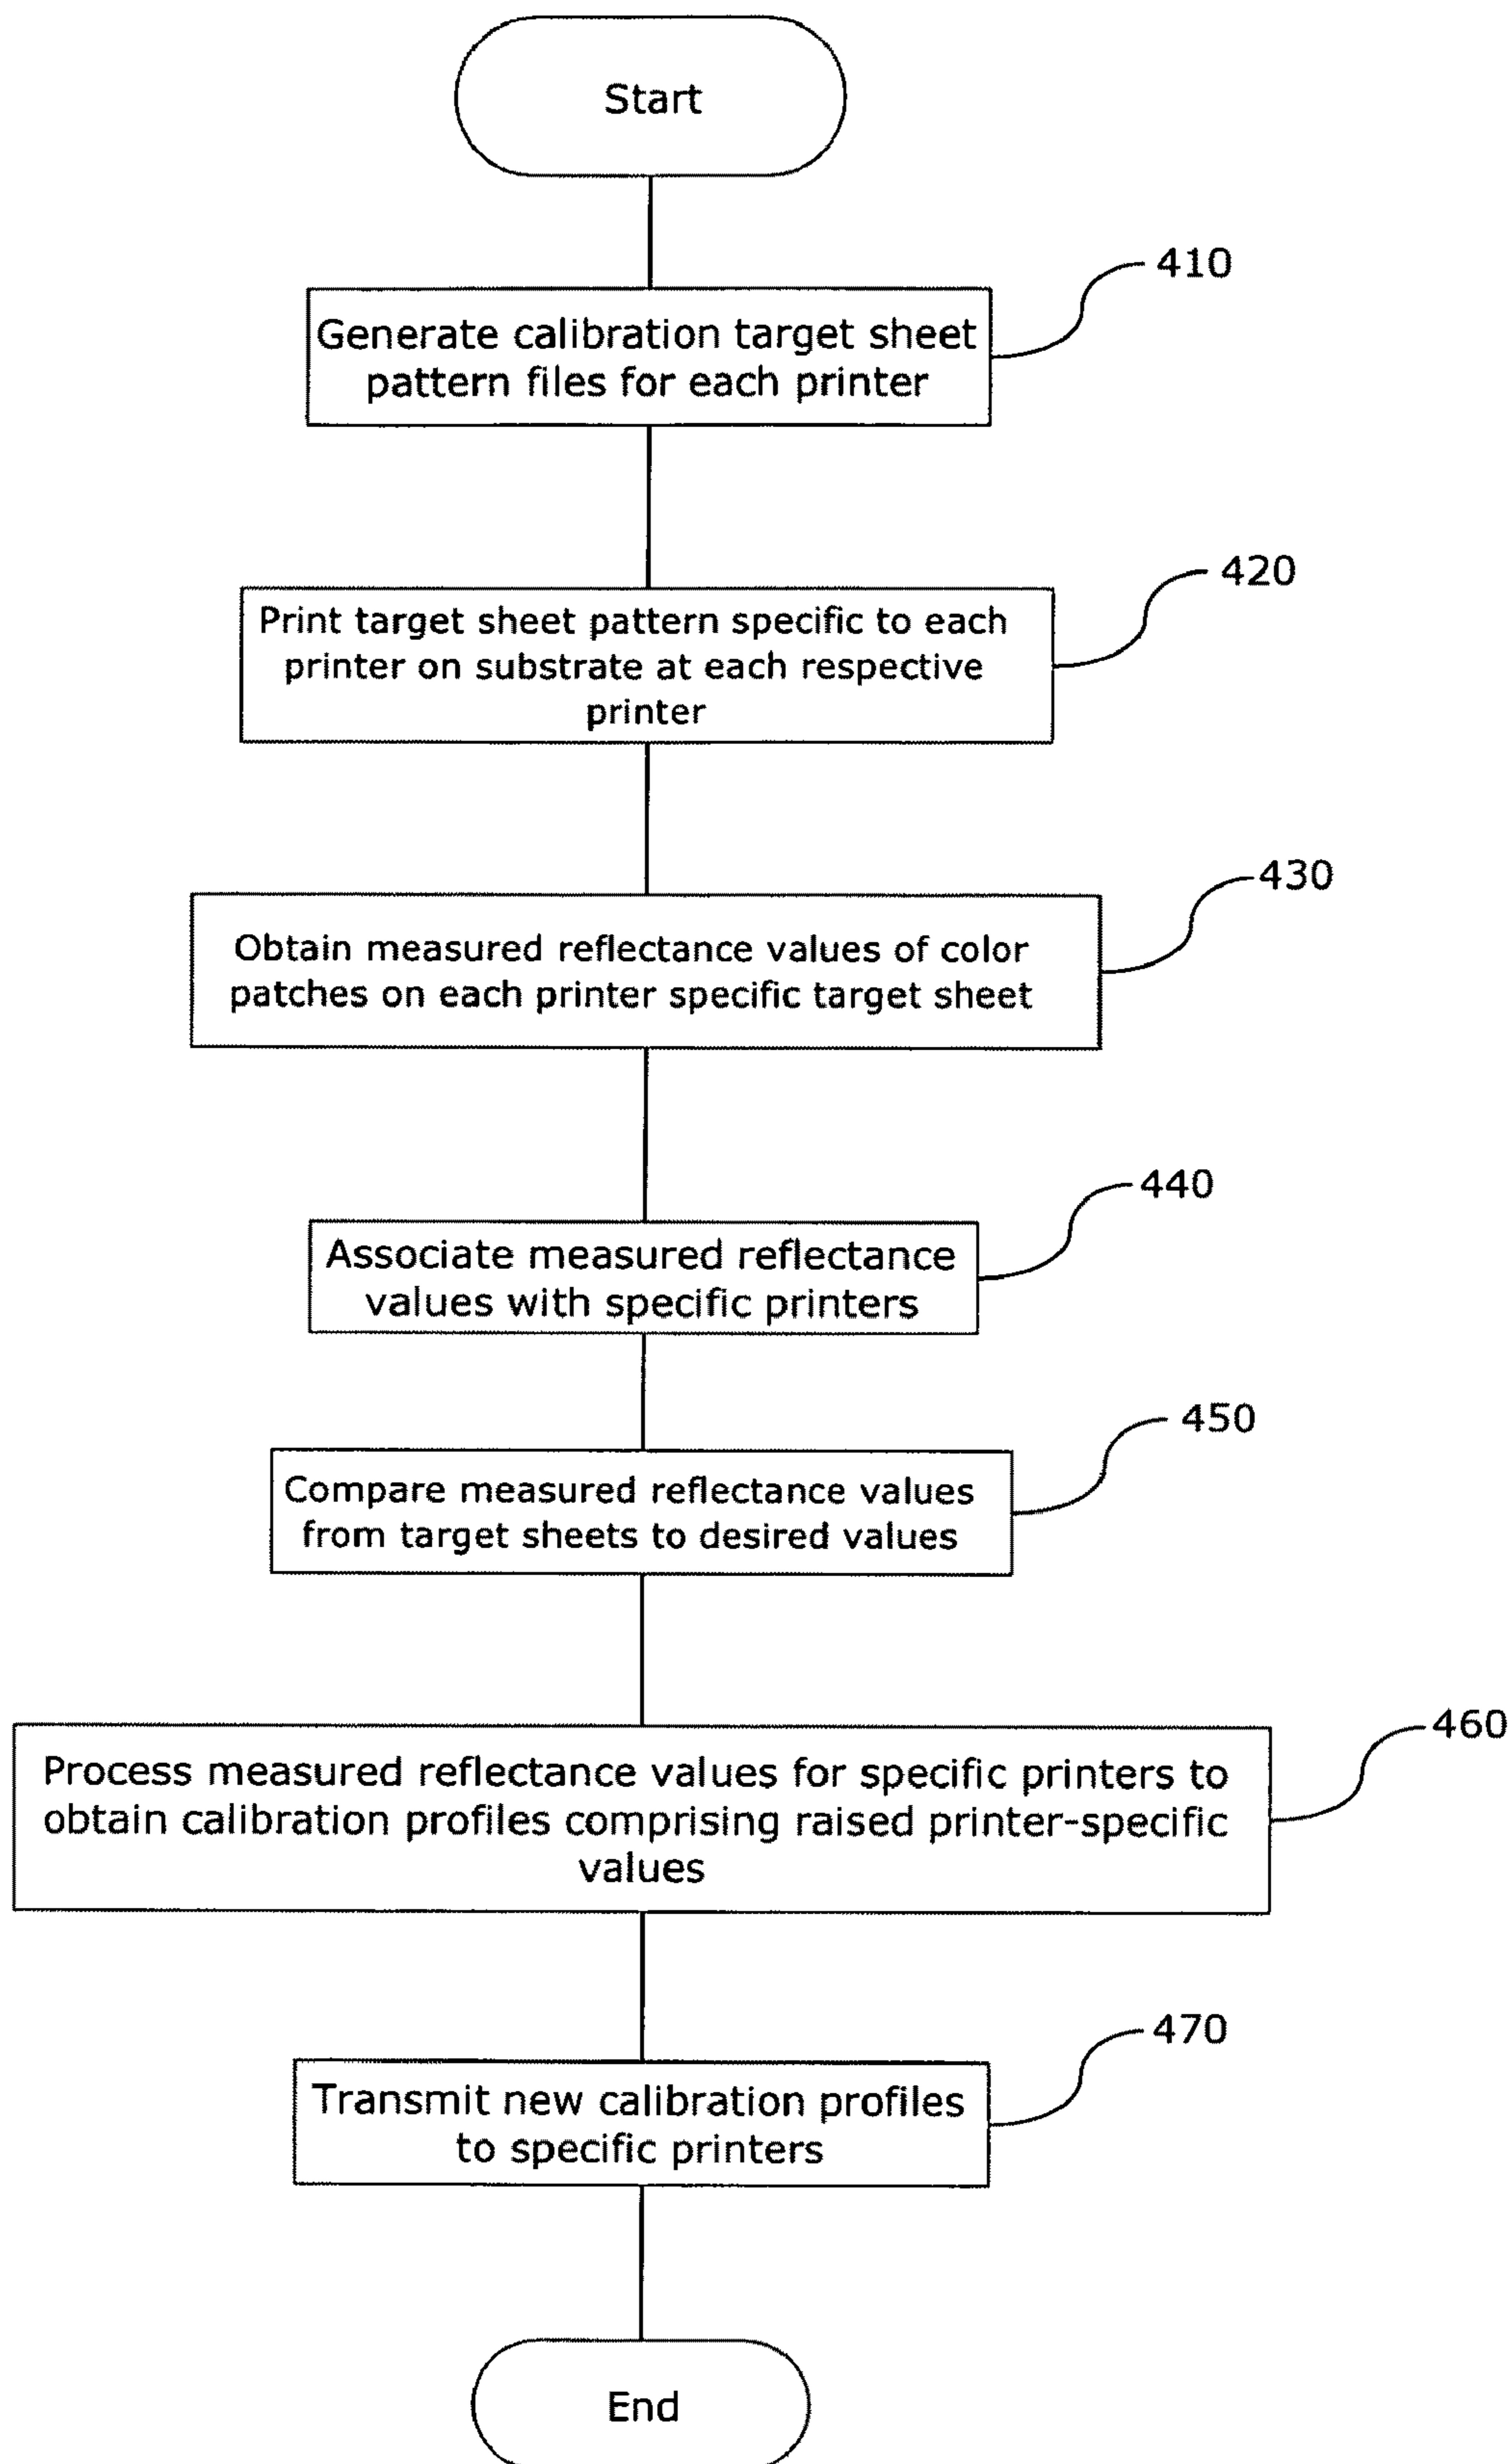 Start
410
Generate calibration target sheet
pattern files for each printer
420
Print target sheet pattern specific to each
printer on substrate at each respective
printer
430
Obtain measured reflectance values of color
patches on each printer specific target sheet
440
Associate measured reflectance
values with specific printers
450
Compare measured reflectance values
from target sheets to desired values
460
Process measured reflectance values for specific printers to
obtain calibration profiles comprising raised printer-specific
values
470
Transmit new calibration profiles
to specific printers
End